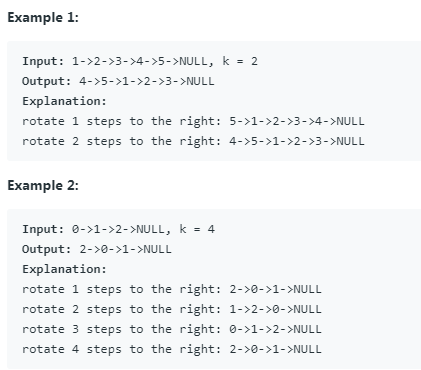 Example 1:
Input: 1->2->3->4->5->NULL, k = 2
Output: 4->5->1->2->3->NULL
Explanation:
rotate 1 steps to the right: 5->1->2->3->4->NULL
rotate 2 steps to the right: 4->5->1->2->3->NULL
Example 2:
Input: 0->1->2->NULL, k = 4
Output: 2->0->1->NULL
Explanation:
rotate 1 steps to the right: 2->0->1->NULL
rotate 2 steps to the right: 1->2->0->NULL
rotate 3 steps to the right: 0->1->2->NULL
rotate 4 steps to the right: 2->0->1->NULL